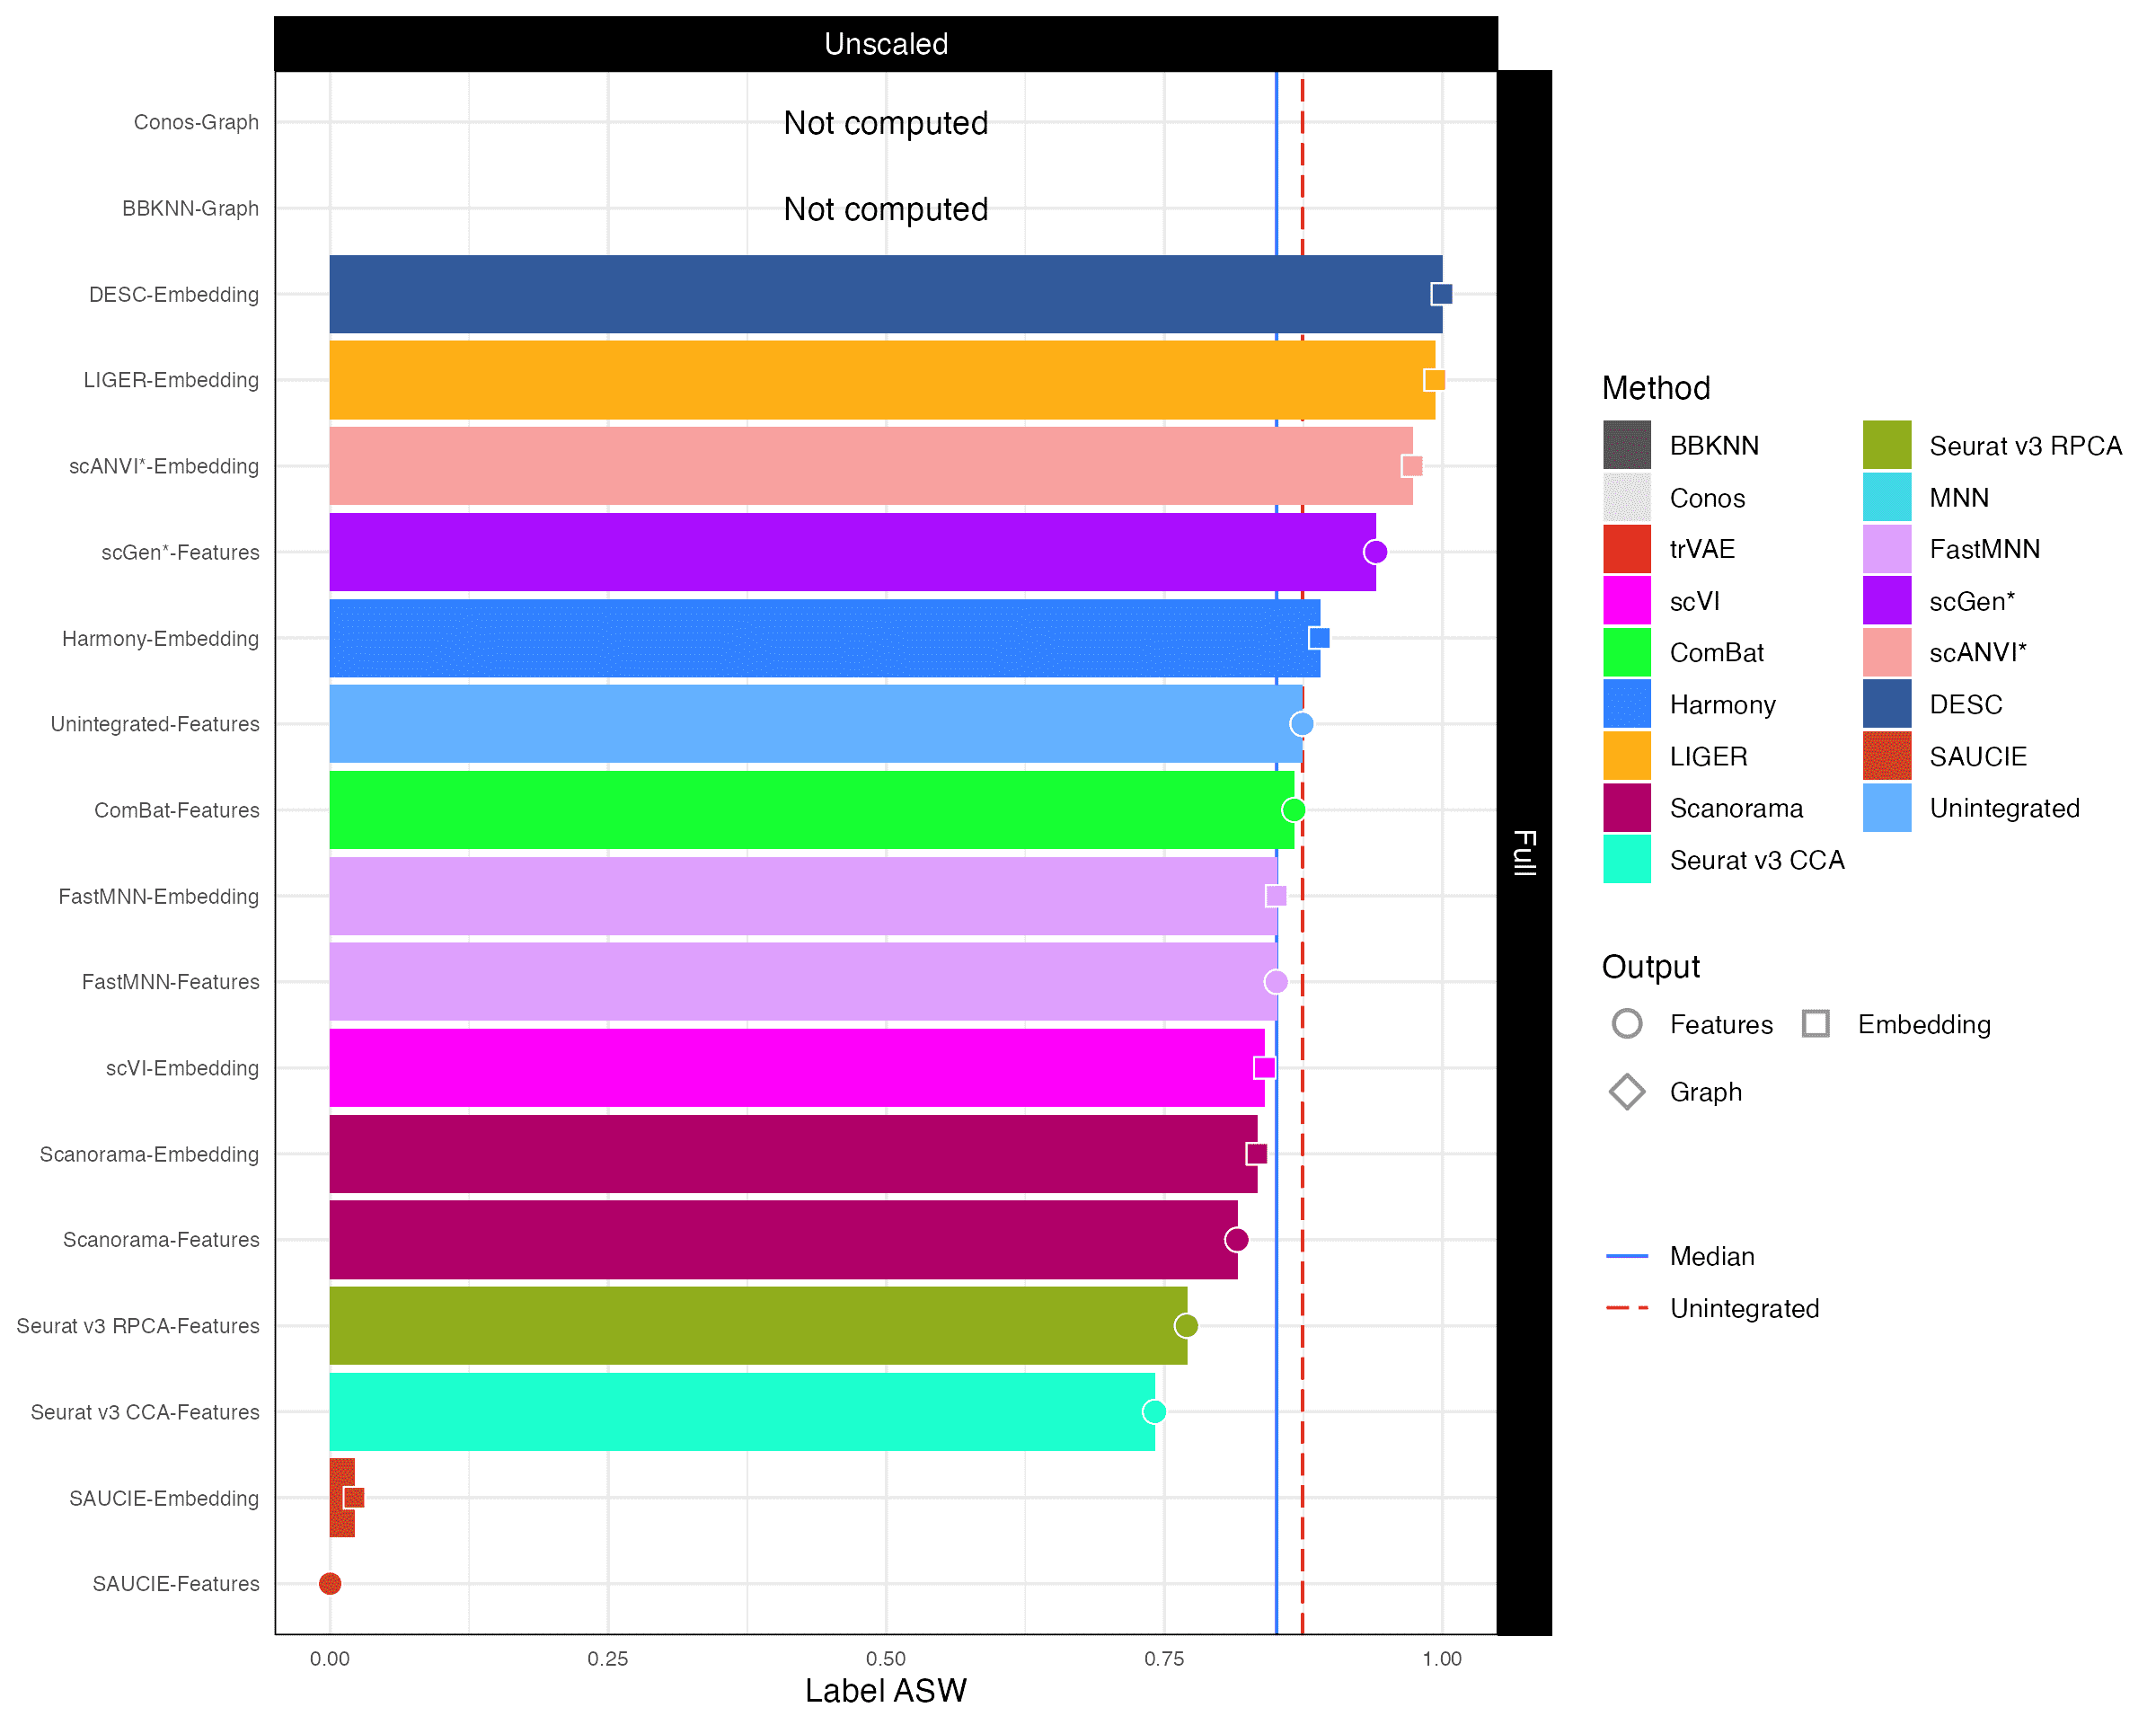 Unscaled
Conos-Graph
Not computed
BBKNN-Graph
Not computed
DESC-Embedding
LIGER-Embedding
scANVI*-Embedding
scGen*-Features
Harmony-Embedding
Unintegrated-Features
ComBat-Features
FastMNN-Embedding
FastMNN-Features
scVI-Embedding
Scanorama-Embedding
Scanorama-Features
Seurat v3 RPCA-Features
Seurat v3 CCA-Features
SAUCIE-Embedding
SAUCIE-Features
0.00 0.25 0.50 0.75 1.00
Label ASW
Full
Method
BBKNN
Conos
trVAE
scVI
ComBat
Harmony
LIGER
Scanorama
Seurat v3 CCA
Seurat v3 RPCA
MNN
FastMNN
scGen*
scANVI*
DESC
SAUCIE
Unintegrated
Output
Features Embedding
Graph
Median
Unintegrated